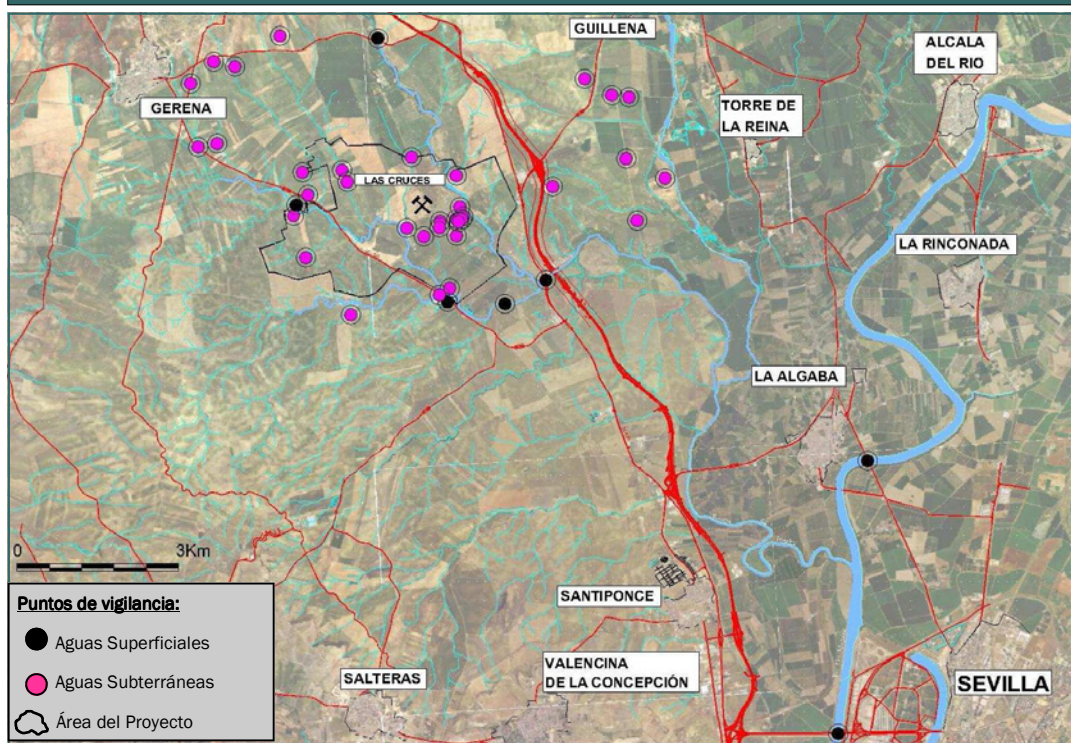 GUILLENA
ALCALA
DEL RIO
GERENA
TORRE DE
LA REINA
LAS CRUCES
LA RINCONADA
LA ALGABA
0 3Km
SANTIPONCE
Puntos de vigilancia:
Aguas Superficiales
Aguas Subterráneas
Área del Proyecto
SALTERAS
VALENCINA
DE LA CONCEPCIÓN
SEVILLA